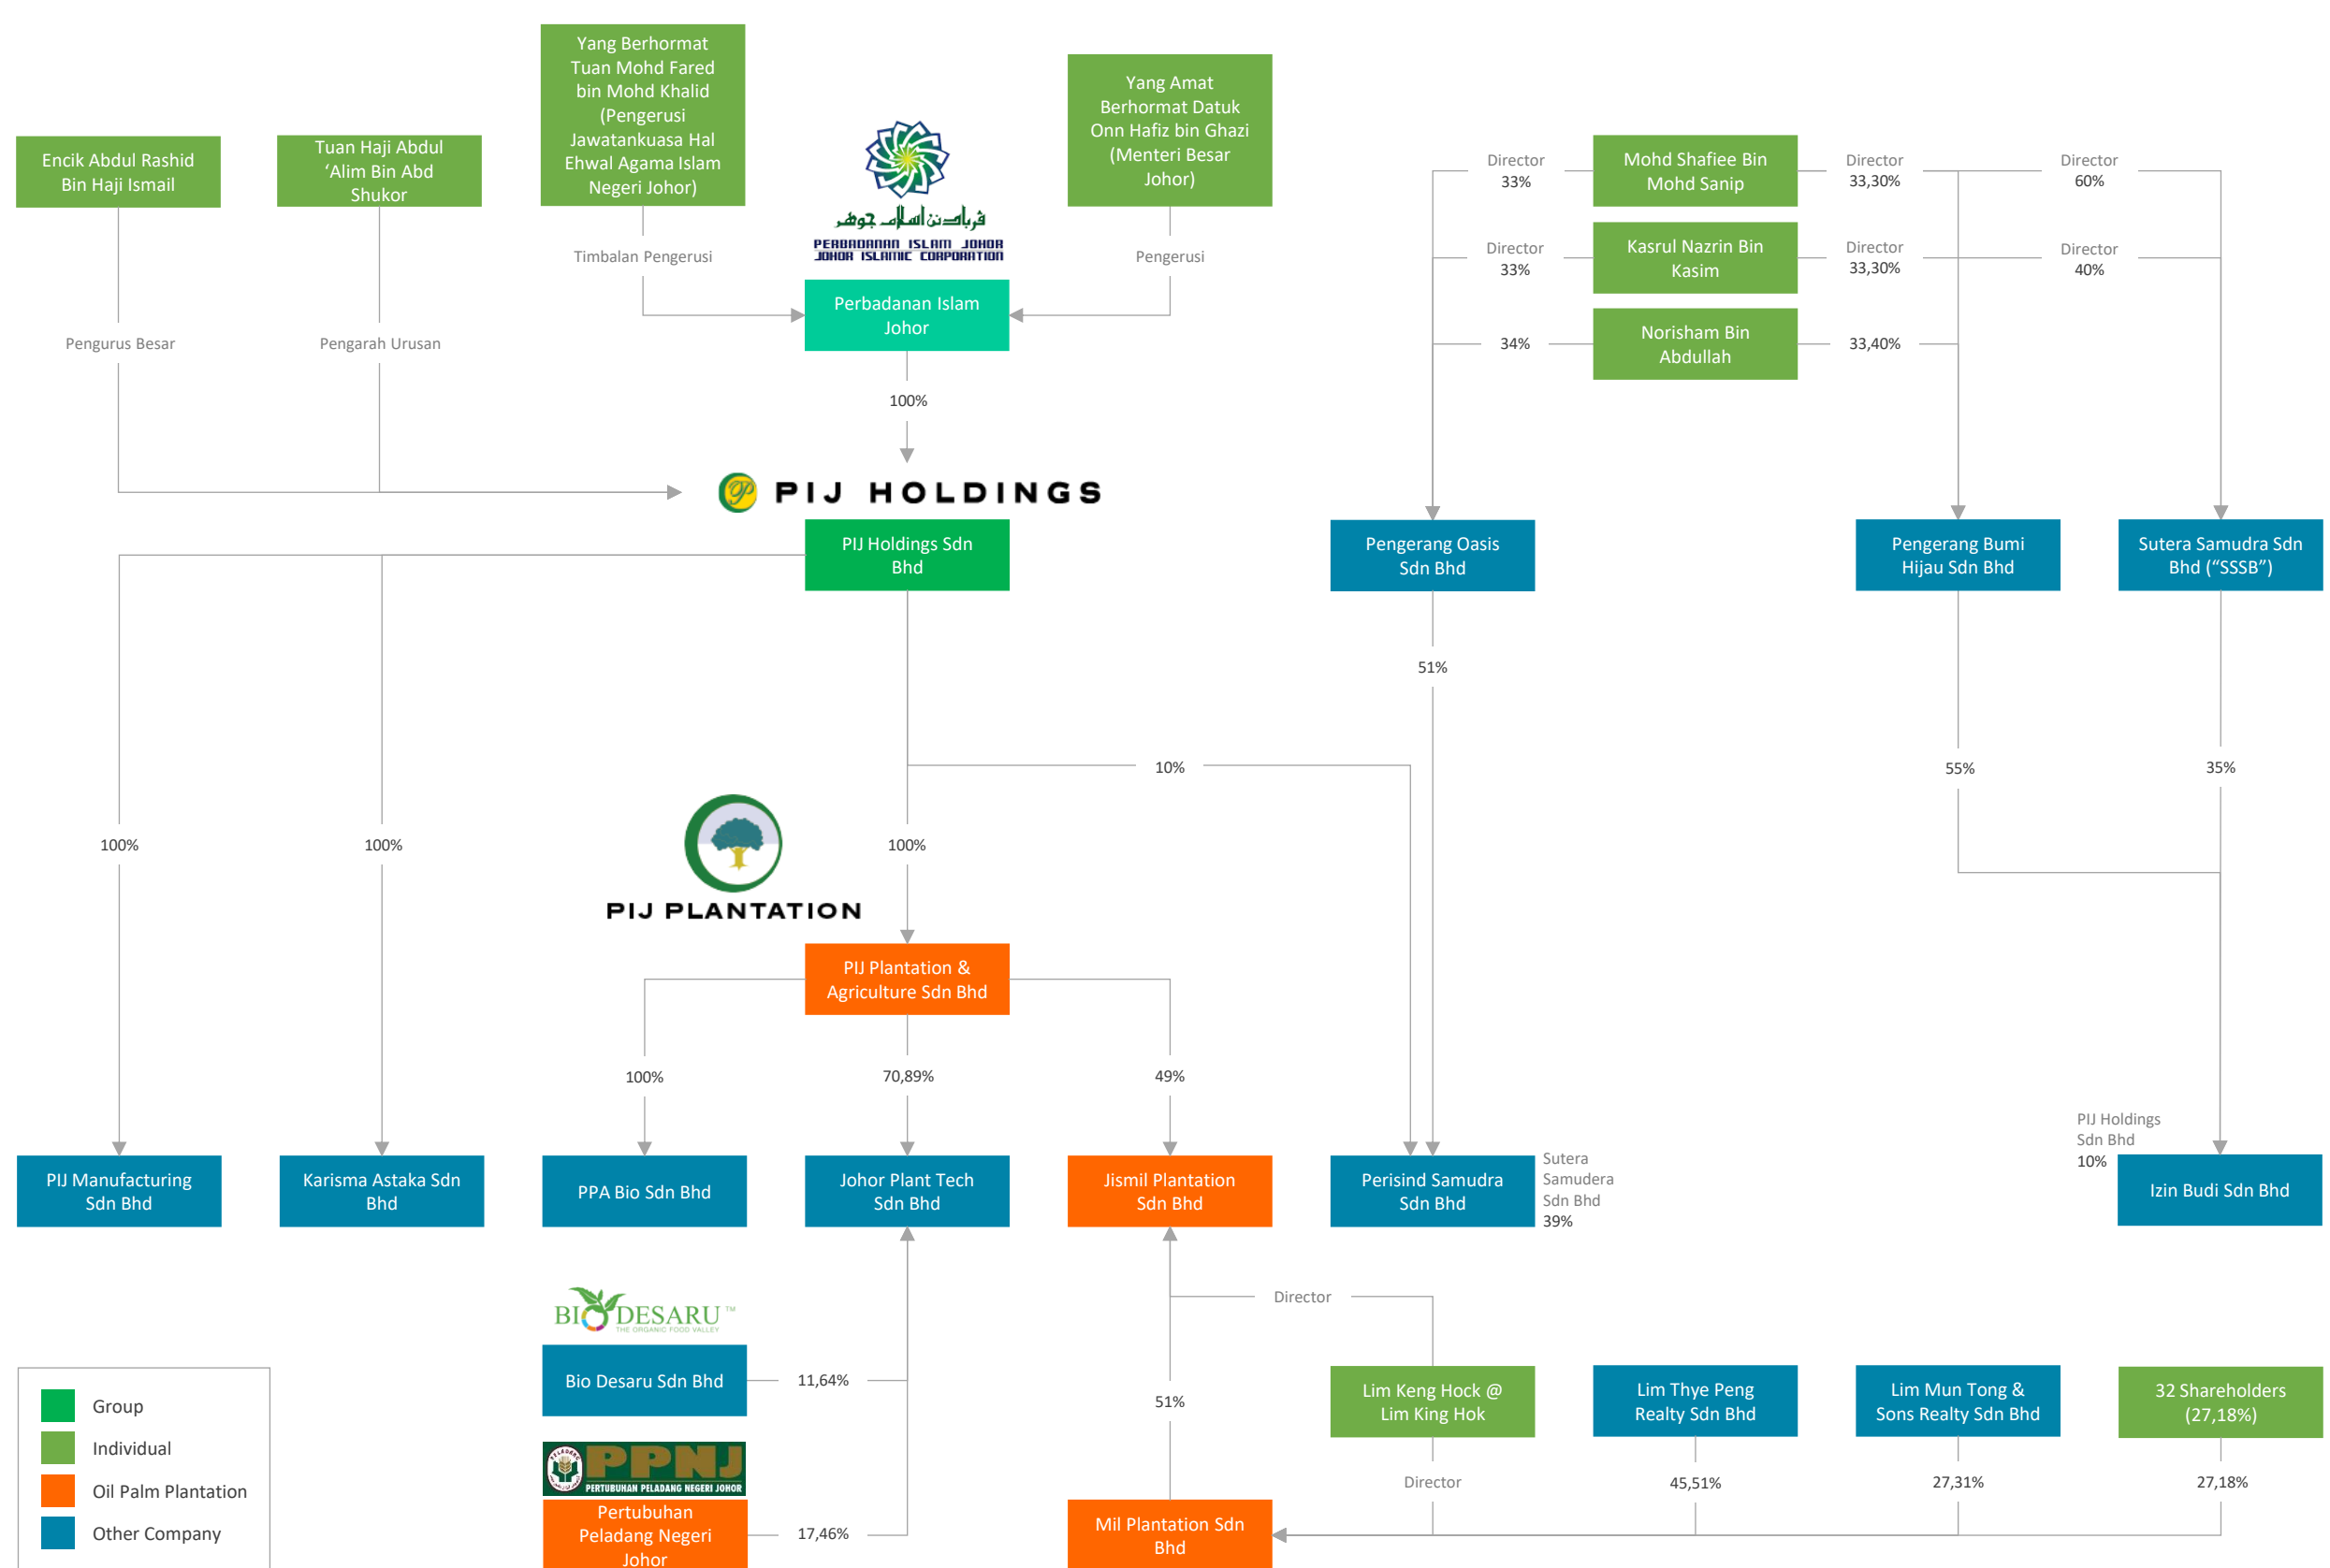 Yang Berhormat
Tuan Mohd Fared
bin Mohd Khalid
(Pengerusi
Jawatankuasa Hal
Ehwal Agama Islam
Negeri Johor)
Yang Amat
Berhormat Datuk
Onn Hafiz bin Ghazi
(Menteri Besar
Johor)
Encik Abdul Rashid
Bin Haji Ismail
Tuan Haji Abdul
‘Alim Bin Abd
Shukor
PERBADANAN ISLAM JOHOR
JOHOR ISLAMIC CORPORATION
Director
33%
Mohd Shafiee Bin
Mohd Sanip
Director
33,30%
Director
60%
Timbalan Pengerusi
Pengerusi
Director
33%
Kasrul Nazrin Bin
Kasim
Director
33,30%
Director
40%
Perbadanan Islam
Johor
Pengurus Besar
Pengarah Urusan
34%
Norisham Bin
Abdullah
33,40%
100%
PIJ HOLDINGS
PIJ Holdings Sdn
Bhd
Pengerang Oasis
Sdn Bhd
Pengerang Bumi
Hijau Sdn Bhd
Sutera Samudra Sdn
Bhd (“SSSB”)
51%
10%
55%
35%
100%
100%
100%
PIJ PLANTATION
PIJ Plantation &
Agriculture Sdn Bhd
100%
70,89%
49%
PIJ Manufacturing
Sdn Bhd
Karisma Astaka Sdn
Bhd
PPA Bio Sdn Bhd
Johor Plant Tech
Sdn Bhd
Jismil Plantation
Sdn Bhd
Perisind Samudra
Sdn Bhd
Sutera
Samudera
Sdn Bhd
39%
PIJ Holdings
Sdn Bhd
10%
Izin Budi Sdn Bhd
BIO DESARU™
THE ORGANIC FOOD VALLEY
Director
Bio Desaru Sdn Bhd
11,64%
51%
Lim Keng Hock @
Lim King Hok
Lim Thye Peng
Realty Sdn Bhd
Lim Mun Tong &
Sons Realty Sdn Bhd
32 Shareholders
(27,18%)
PELADANG
PPNJ
PERTUBUHAN PELADANG NEGERI JOHOR
Director
45,51%
27,31%
27,18%
Pertubuhan
Peladang Negeri
Johor
17,46%
Mil Plantation Sdn
Bhd
Group
Individual
Oil Palm Plantation
Other Company